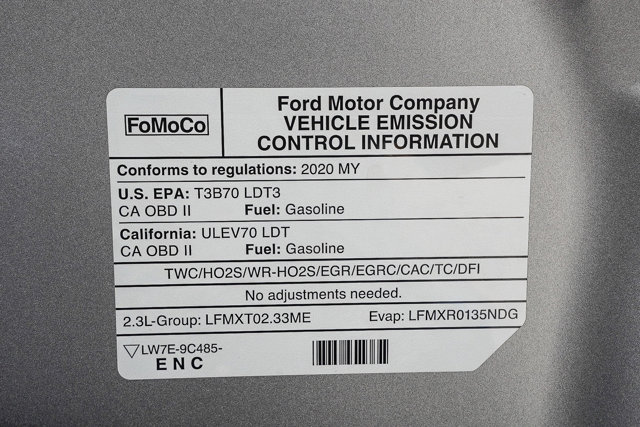 FoMoCo
Ford Motor Company
VEHICLE EMISSION
CONTROL INFORMATION
Conforms to regulations: 2020 MY
U.S. EPA: T3B70 LDT3
CA OBD II Fuel: Gasoline
California: ULEV70 LDT
CA OBD II Fuel: Gasoline
TWC/HO2S/WR-HO2S/EGR/EGRC/CAC/TC/DFI
No adjustments needed.
2.3L-Group: LFMXT02.33ME Evap: LFMXR0135NDG
LW7E-9C485-
ENC